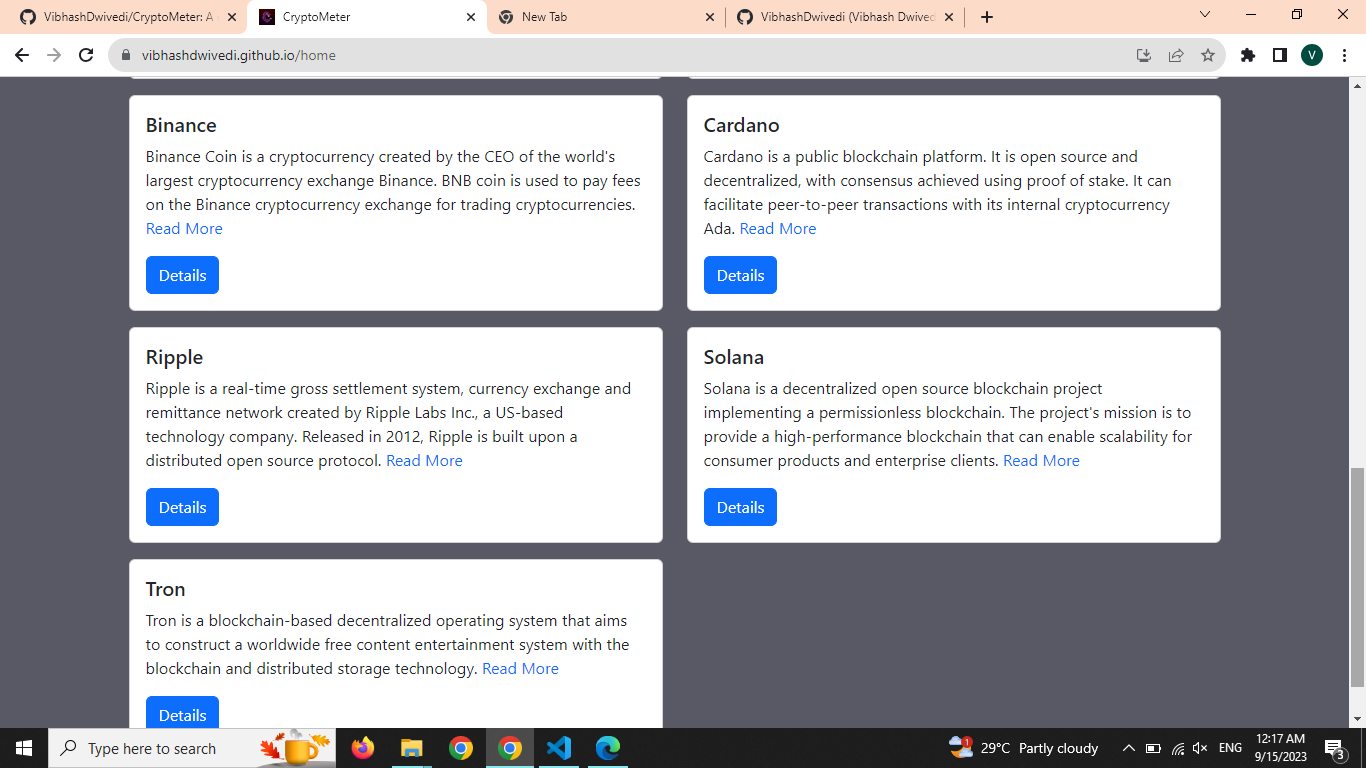 VibhashDwivedi/CryptoMeter: A
CryptoMeter
New Tab
VibhashDwivedi (Vibhash Dwived
vibhashdwivedi.github.io/home
V
Binance
Binance Coin is a cryptocurrency created by the CEO of the world's
largest cryptocurrency exchange Binance. BNB coin is used to pay fees
on the Binance cryptocurrency exchange for trading cryptocurrencies.
Read More
Details
Cardano
Cardano is a public blockchain platform. It is open source and
decentralized, with consensus achieved using proof of stake. It can
facilitate peer-to-peer transactions with its internal cryptocurrency
Ada. Read More
Details
Ripple
Ripple is a real-time gross settlement system, currency exchange and
remittance network created by Ripple Labs Inc., a US-based
technology company. Released in 2012, Ripple is built upon a
distributed open source protocol. Read More
Details
Solana
Solana is a decentralized open source blockchain project
implementing a permissionless blockchain. The project's mission is to
provide a high-performance blockchain that can enable scalability for
consumer products and enterprise clients. Read More
Details
Tron
Tron is a blockchain-based decentralized operating system that aims
to construct a worldwide free content entertainment system with the
blockchain and distributed storage technology. Read More
Details
Type here to search
1
29°C Partly cloudy
ENG
12:17 AM
9/15/2023
3